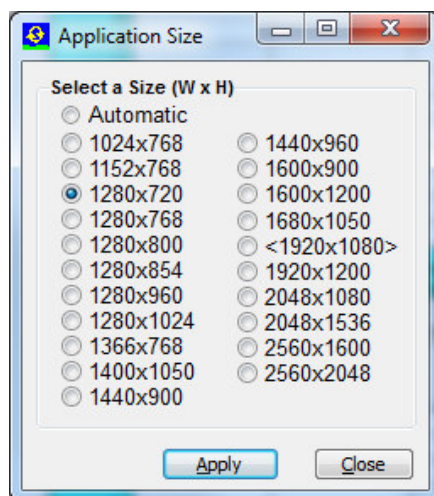 Application Size
Select a Size (W x H)
Automatic
1024x768
1152x768
1280x720
1280x768
1280x800
1280x854
1280x960
1280x1024
1366x768
1400x1050
1440x900
1440x960
1600x900
1600x1200
1680x1050
<1920x1080>
1920x1200
2048x1080
2048x1536
2560x1600
2560x2048
Apply
Close